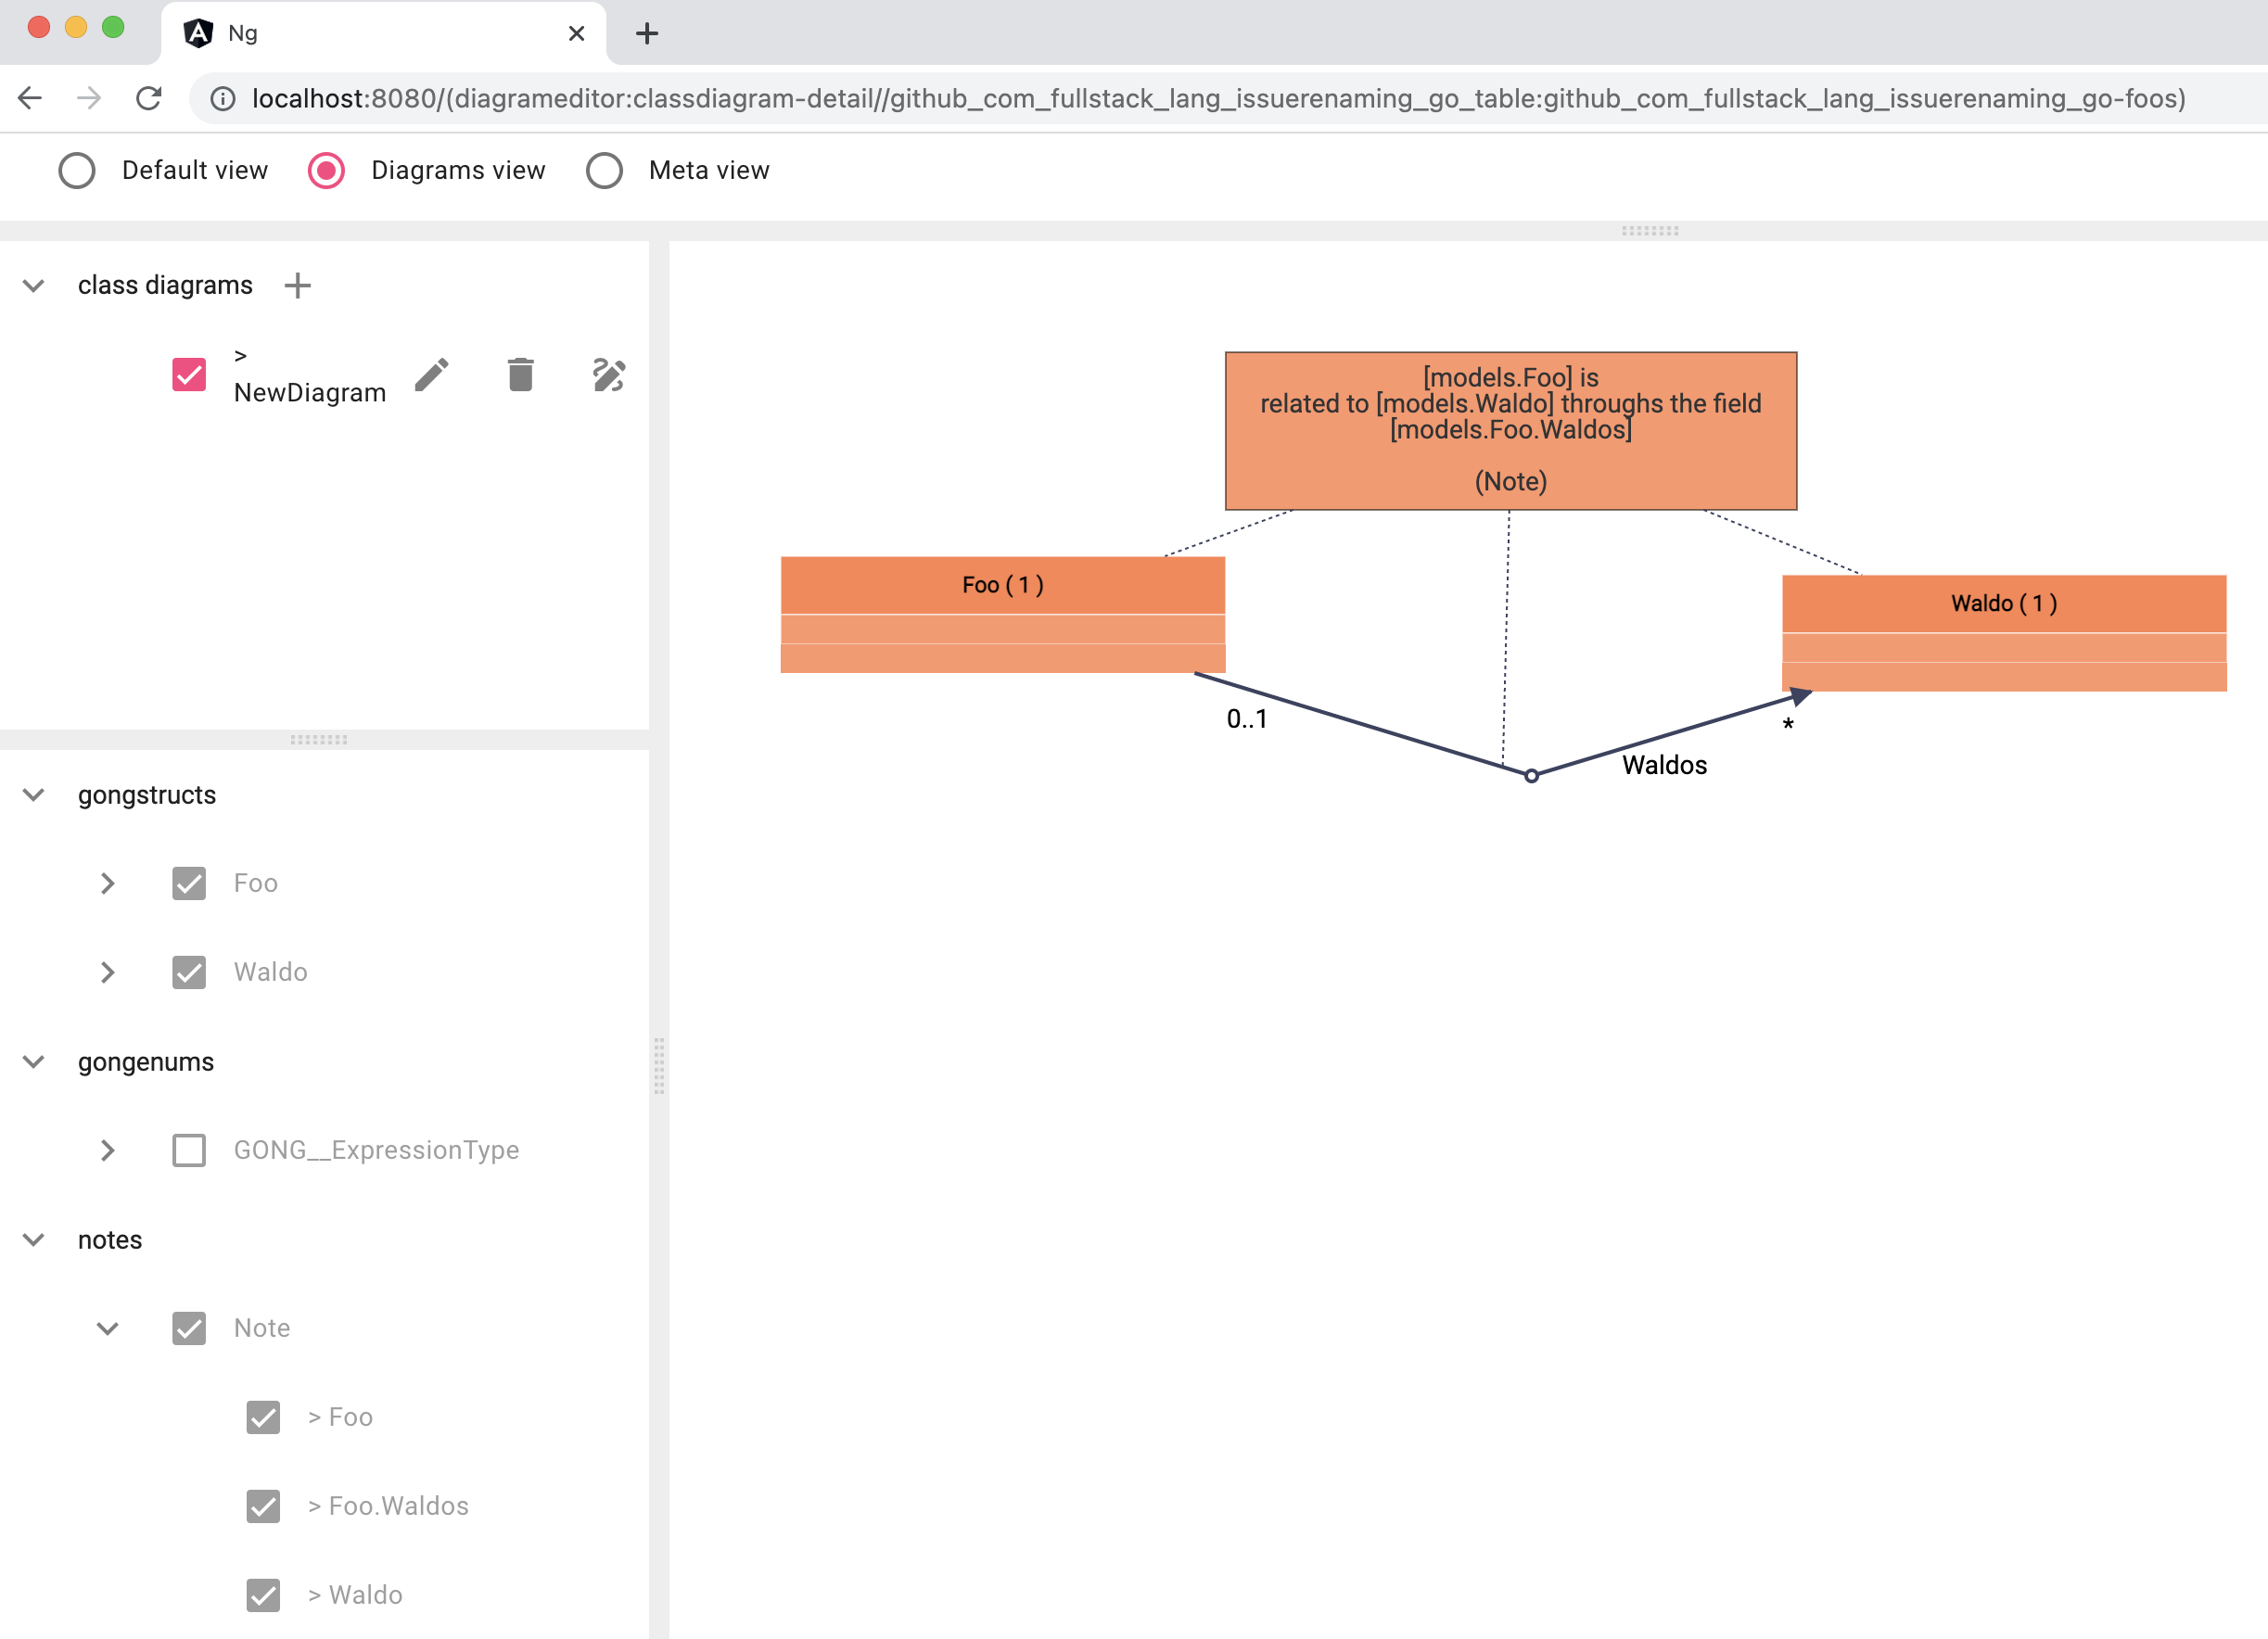 Ng
localhost:8080/(diagrameditor:classdiagram-detail//github_com_fullstack_lang_issuerenaming_go_table:github_com_fullstack_lang_issuerenaming_go-foos)
Default view
Diagrams view
Meta view
class diagrams
>
NewDiagram
gongstructs
Foo
Waldo
gongenums
GONG__ExpressionType
notes
Note
> Foo
> Foo.Waldos
> Waldo
[models.Foo] is
related to [models.Waldo] throughs the field
[models.Foo.Waldos]
(Note)
Foo ( 1 )
Waldo ( 1 )
0..1
*
Waldos